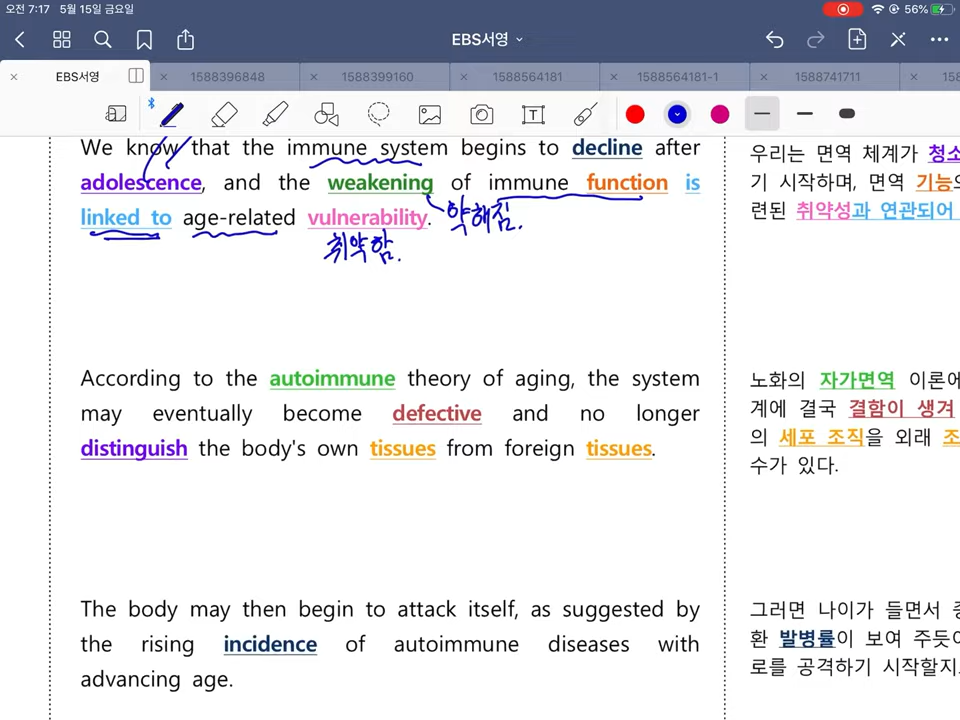 오전 7:17 5월 15일 금요일
56%
EBS서영
EBS서영
1588396848
1588399160
1588564181
1588564181-1
1588741711
158
We know that the immune system begins to decline after
adolescence, and the weakening of immune function is
linked to age-related vulnerability. 약해짐.
취약함.
According to the autoimmune theory of aging, the system
may eventually become defective and no longer
distinguish the body's own tissues from foreign tissues.
The body may then begin to attack itself, as suggested by
the rising incidence of autoimmune diseases with
advancing age.
우리는 면역 체계가 청소
기 시작하며, 면역 기능으
련된 취약성과 연관되어
노화의 자가면역 이론에
계에 결국 결함이 생겨
의 세포 조직을 외래 조
수가 있다.
그러면 나이가 들면서 증
환 발병률이 보여 주듯이
로를 공격하기 시작할지